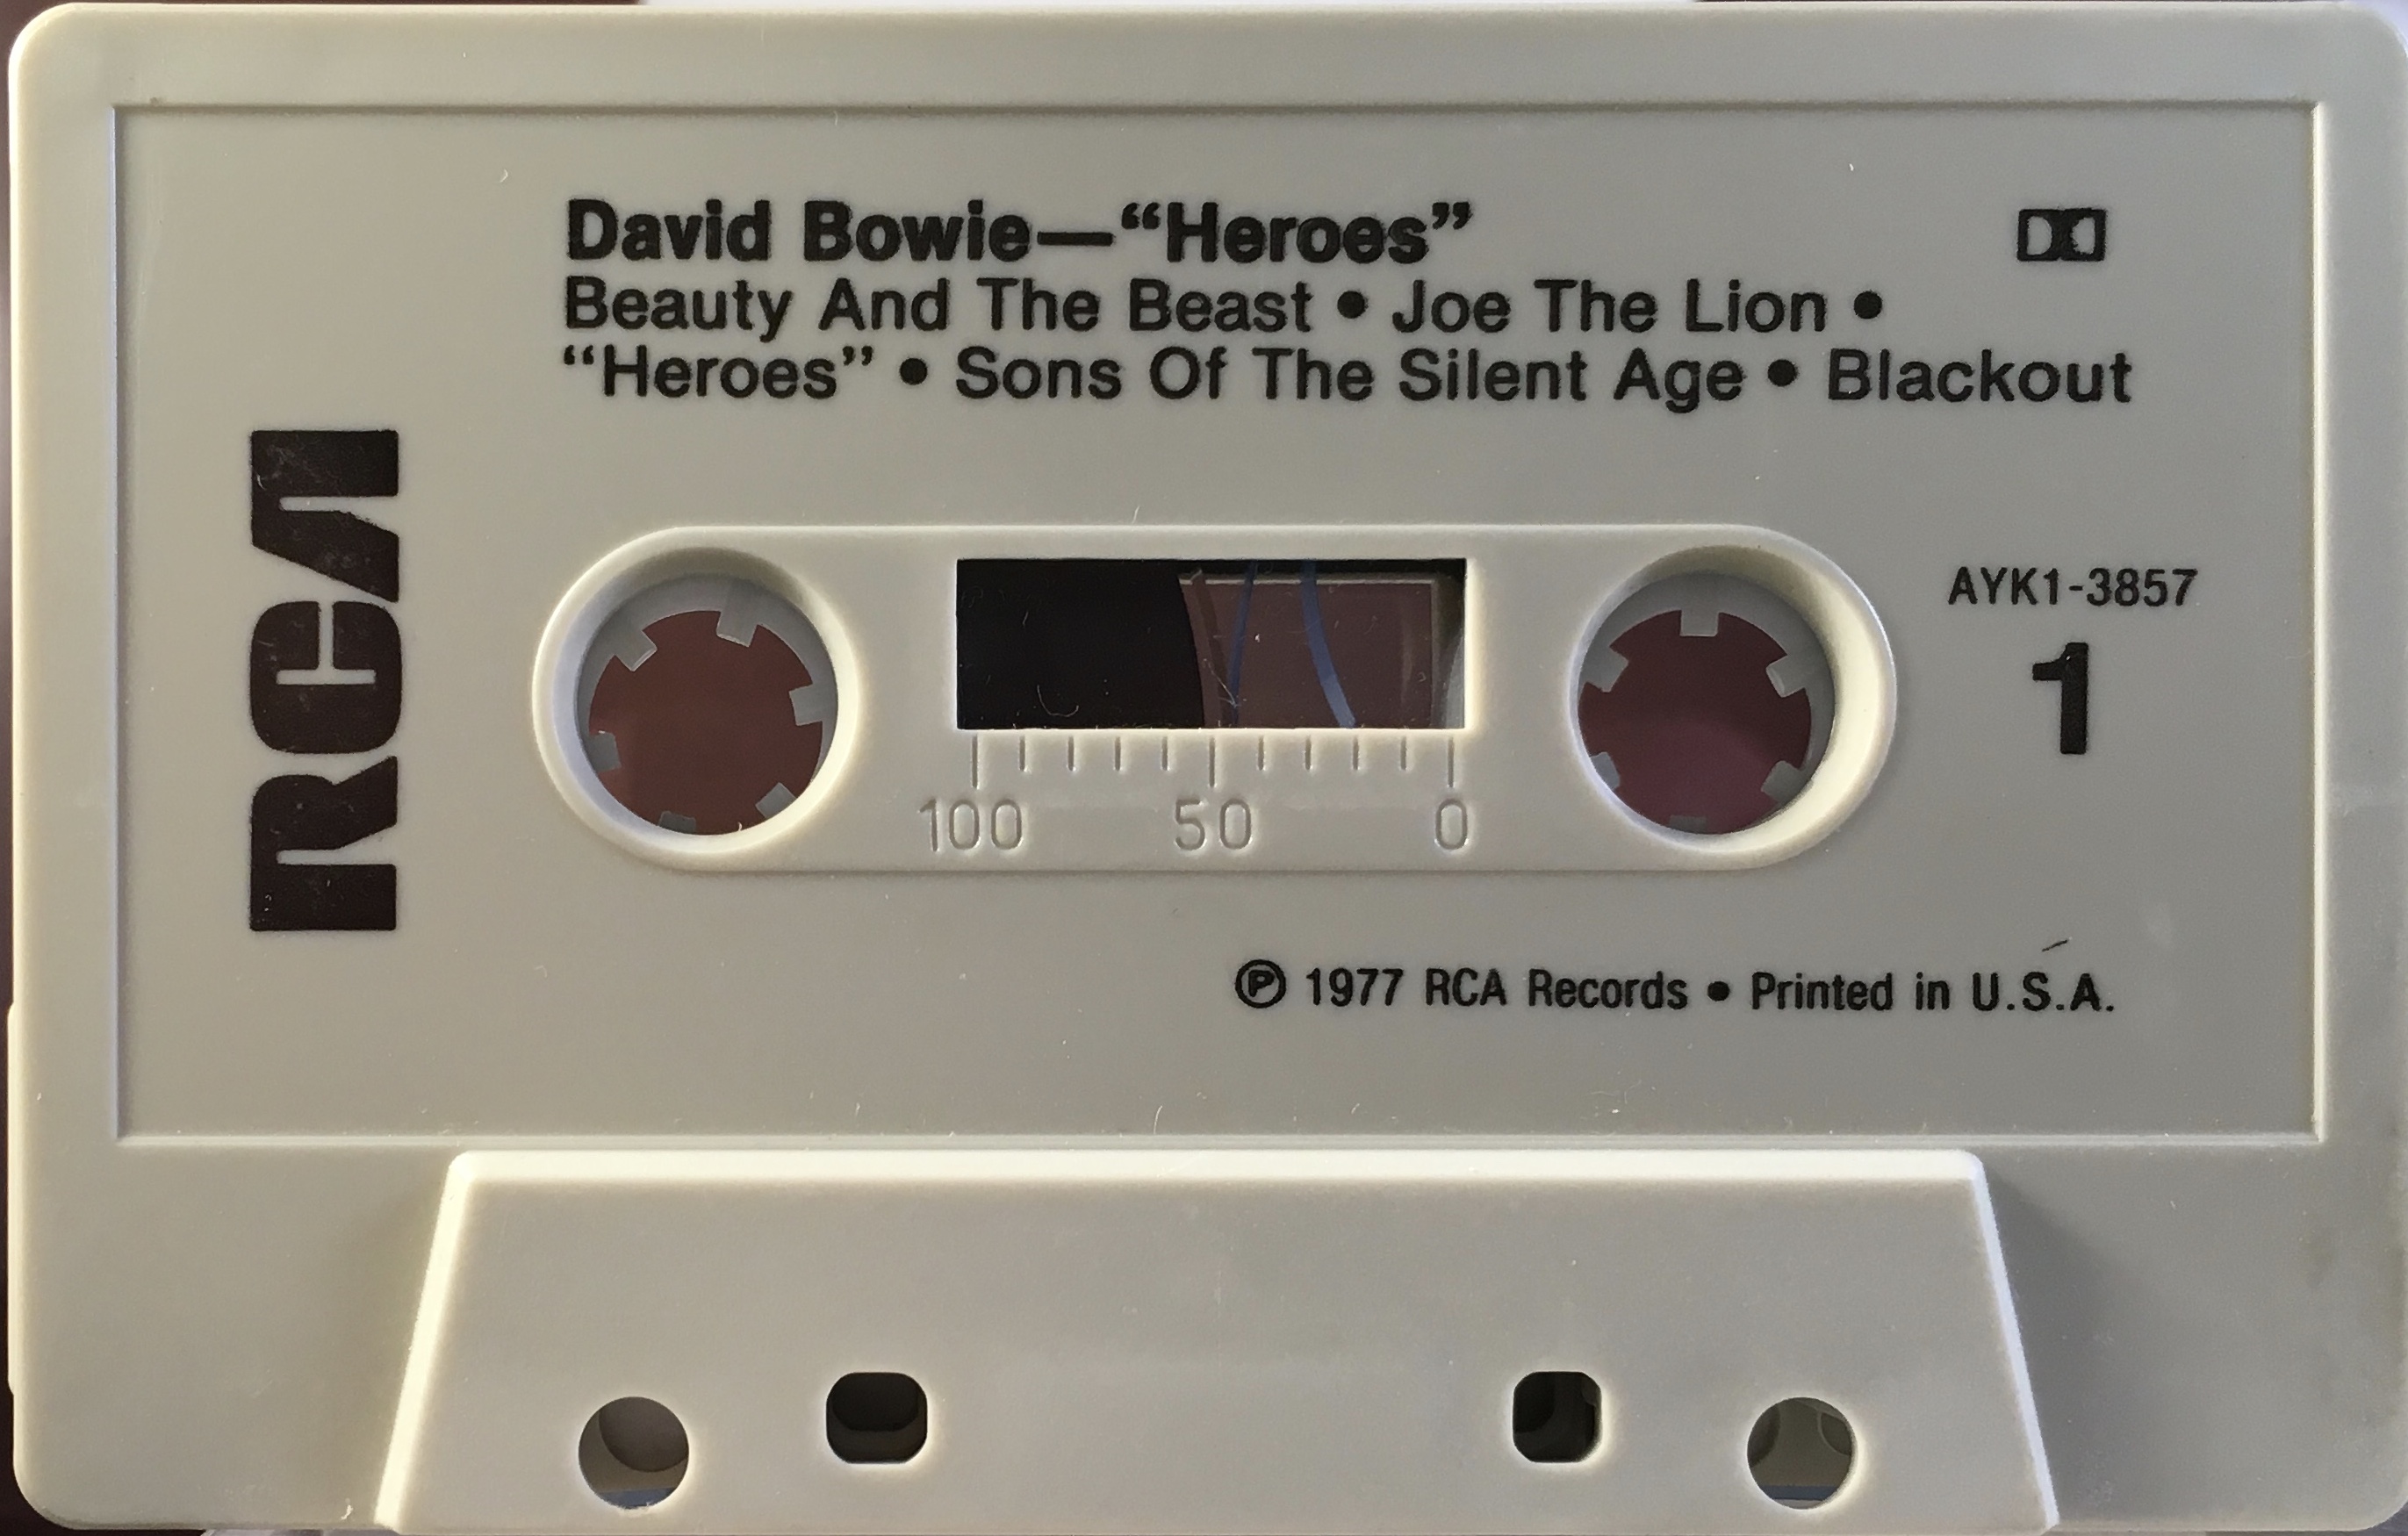 David Bowie—“Heroes”
Beauty And The Beast • Joe The Lion •
“Heroes” • Sons Of The Silent Age • Blackout
RCA
AYK1-3857
1
100 50 0
℗ 1977 RCA Records • Printed in U.S.A.